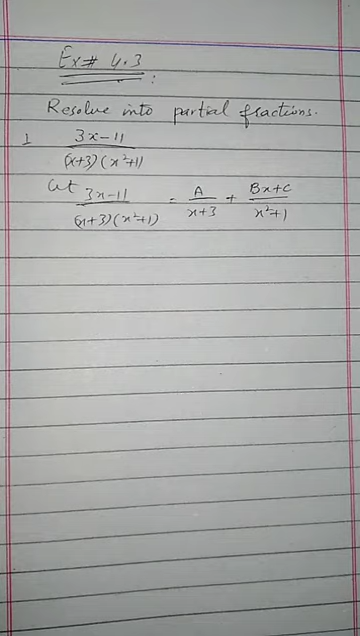 Ex# 4.3
Resolve into partial fractions.
1 3x-11 / (x+3)(x²+1)
Let 3x-11 / (x+3)(x²+1) = A / x+3 + Bx+C / x²+1